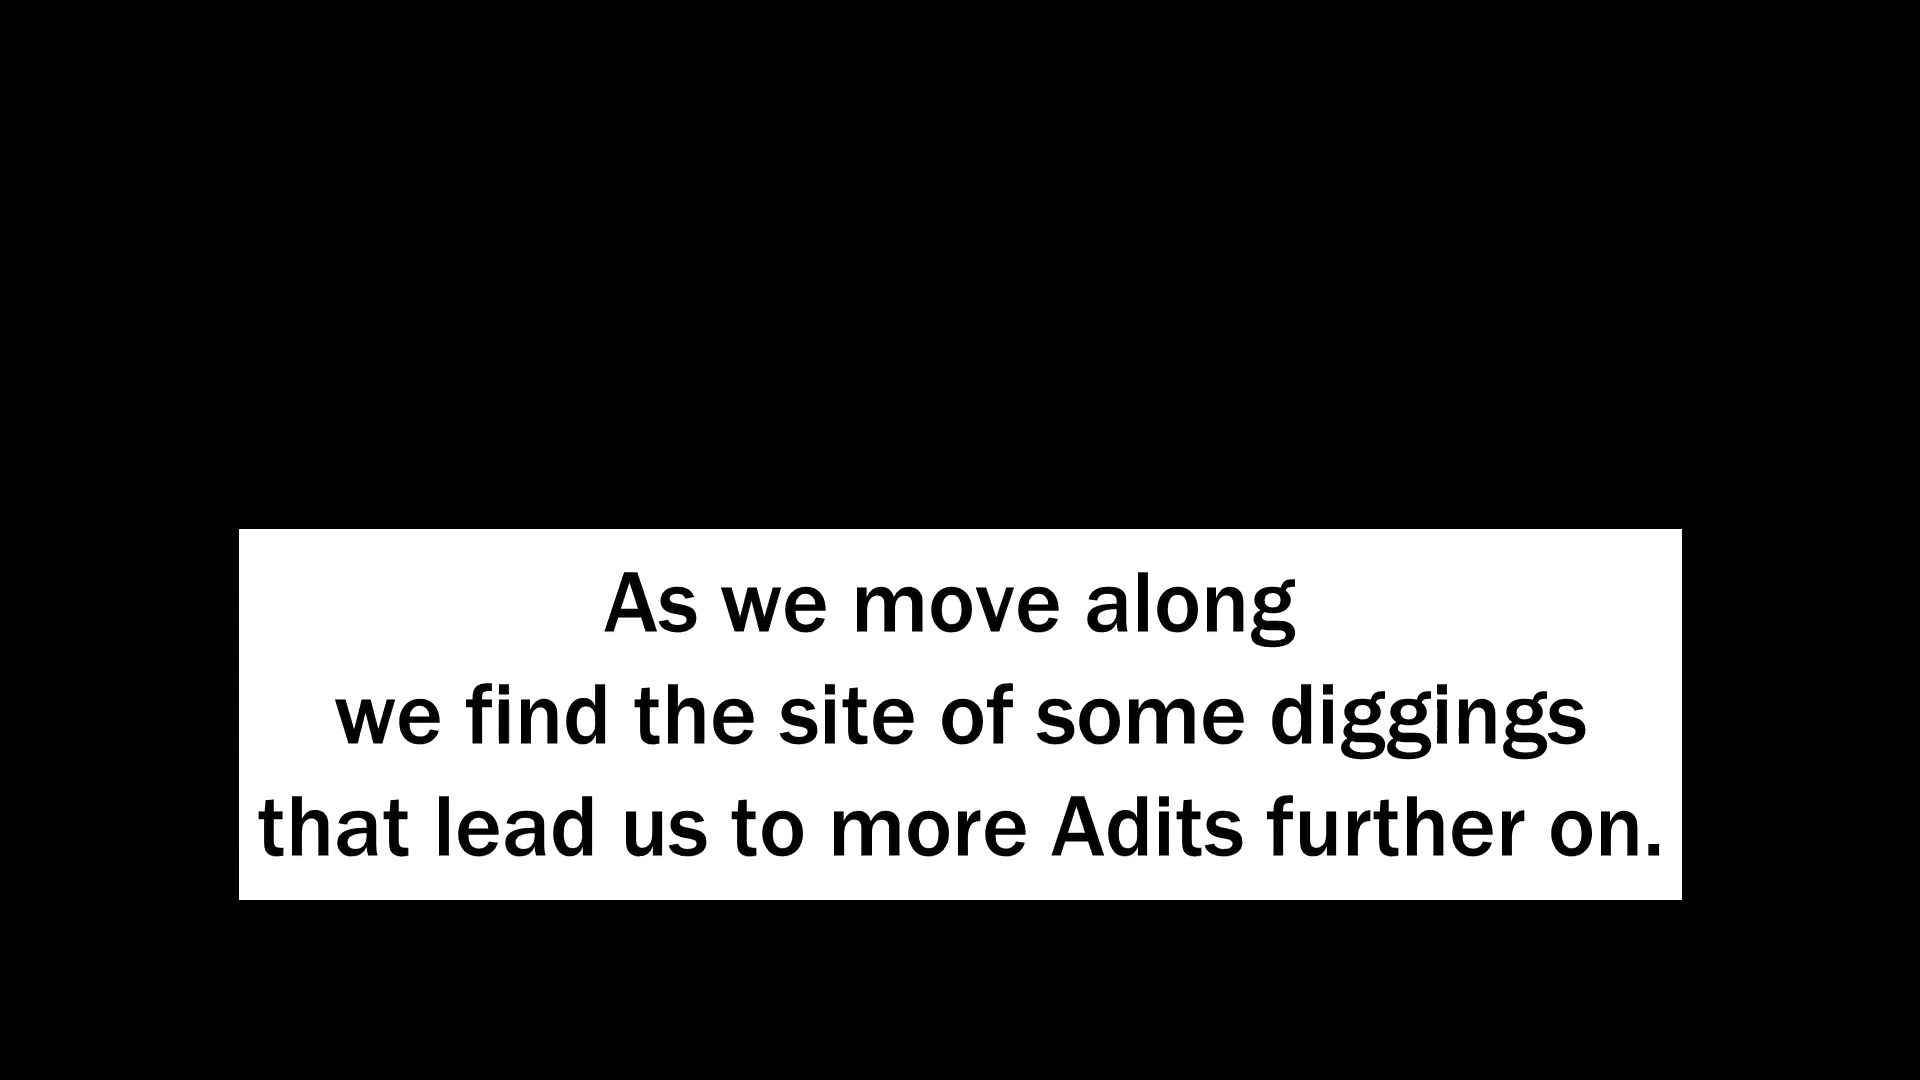 As we move along
we find the site of some diggings
that lead us to more Adits further on.